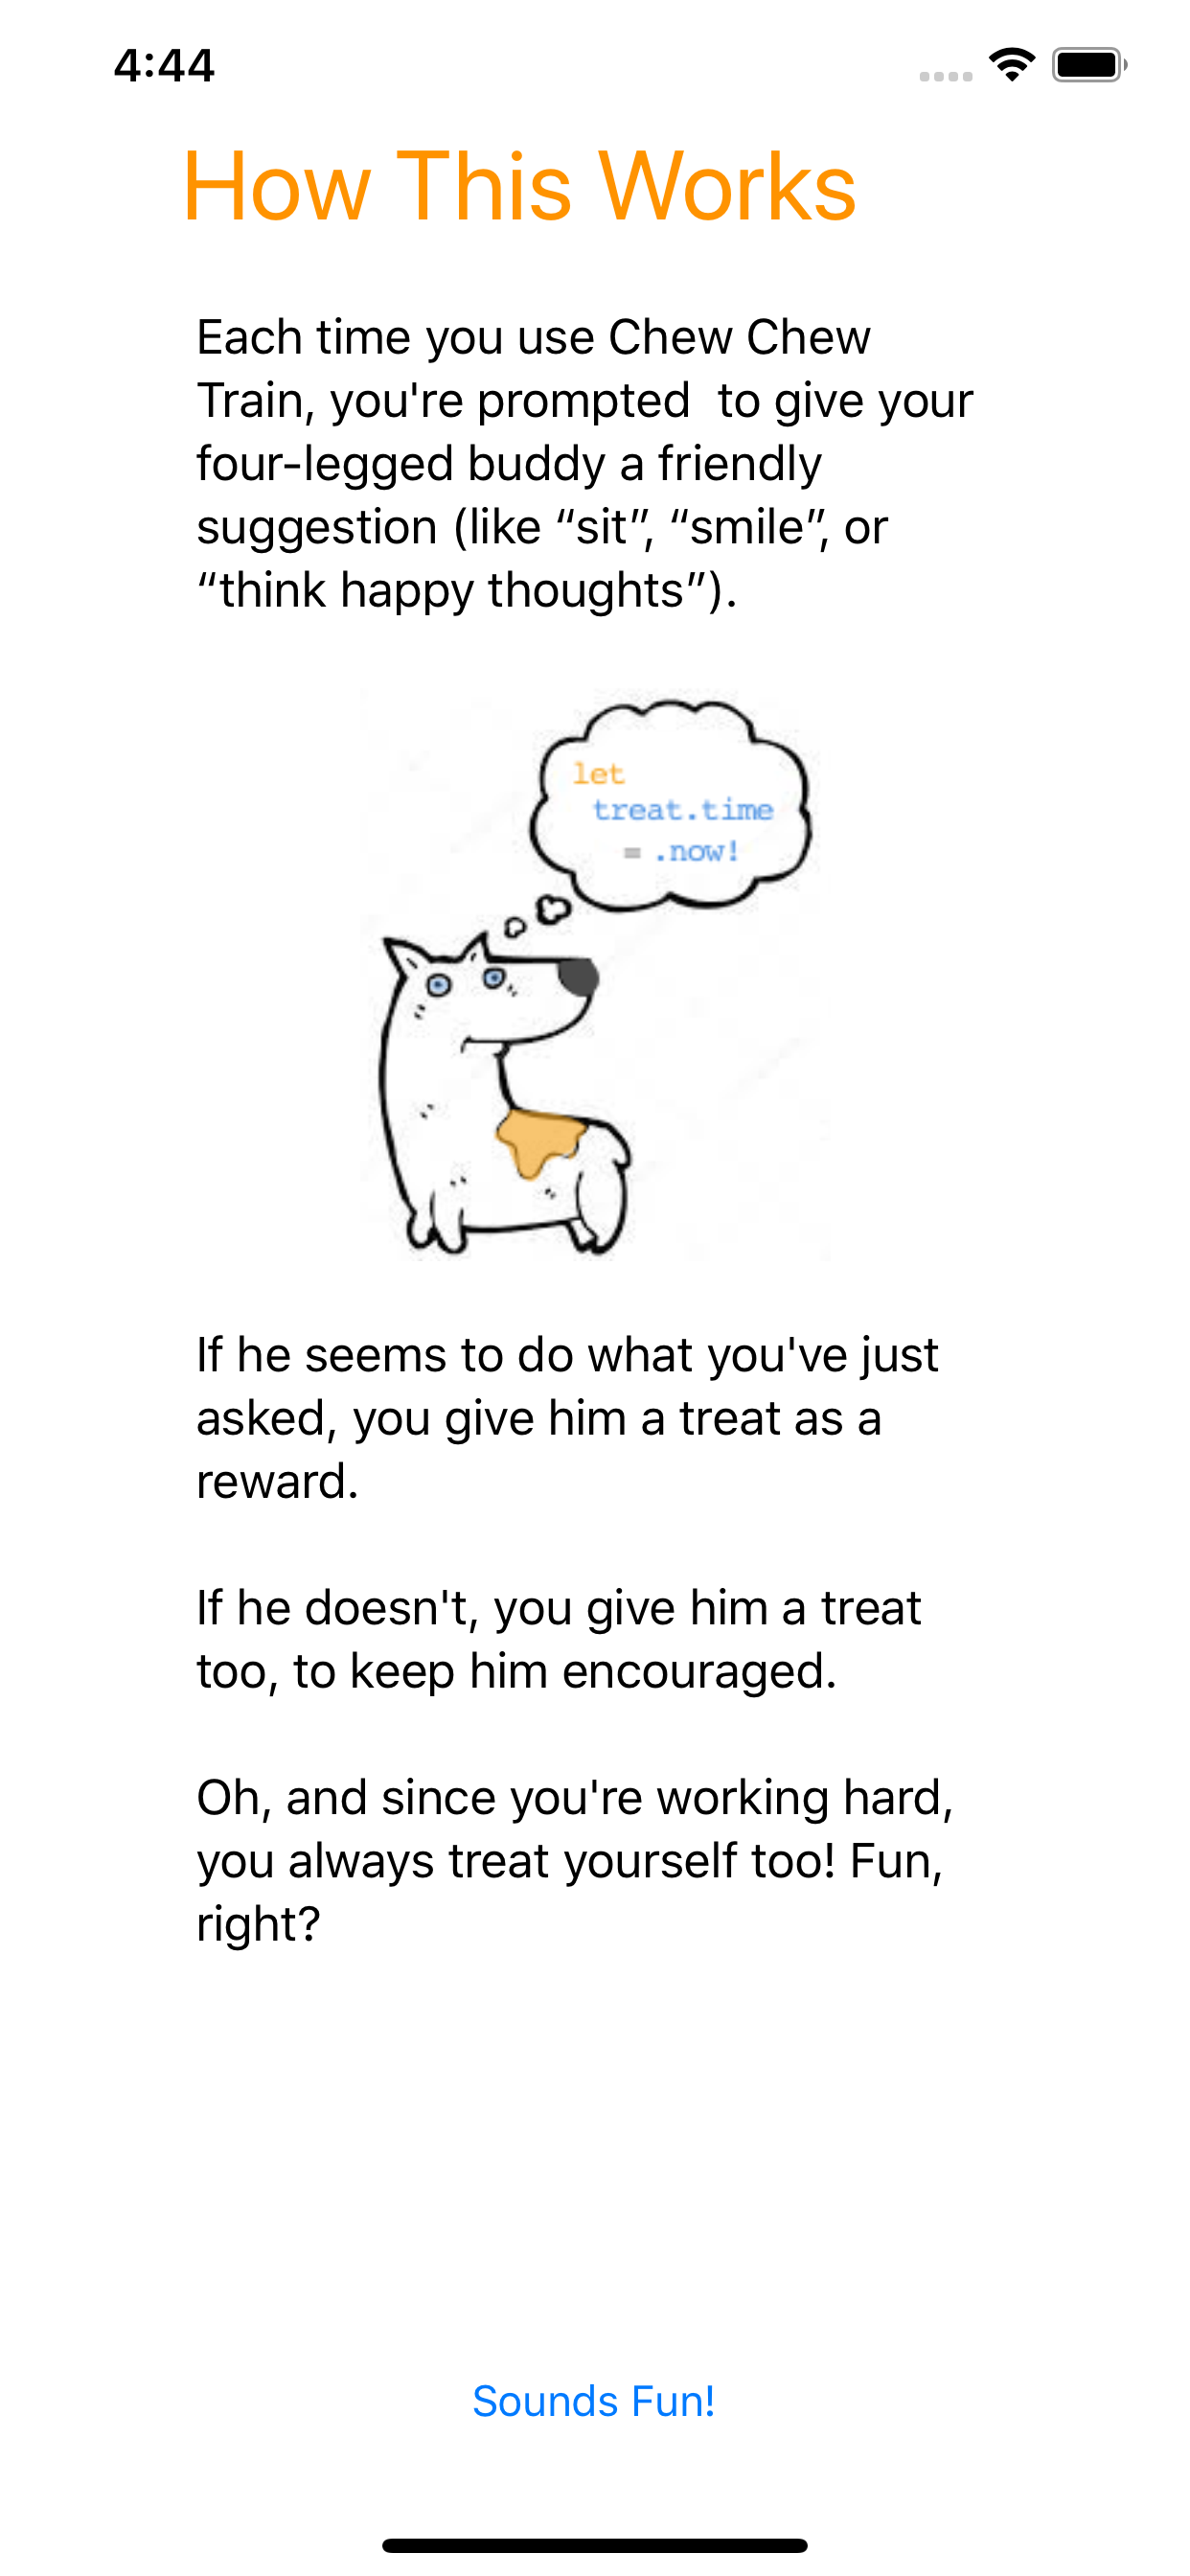 4:44
How This Works
Each time you use Chew Chew
Train, you're prompted  to give your
four-legged buddy a friendly
suggestion (like “sit”, “smile”, or
“think happy thoughts”).
let
treat.time
= .now!
If he seems to do what you've just
asked, you give him a treat as a
reward.
If he doesn't, you give him a treat
too, to keep him encouraged.
Oh, and since you're working hard,
you always treat yourself too! Fun,
right?
Sounds Fun!